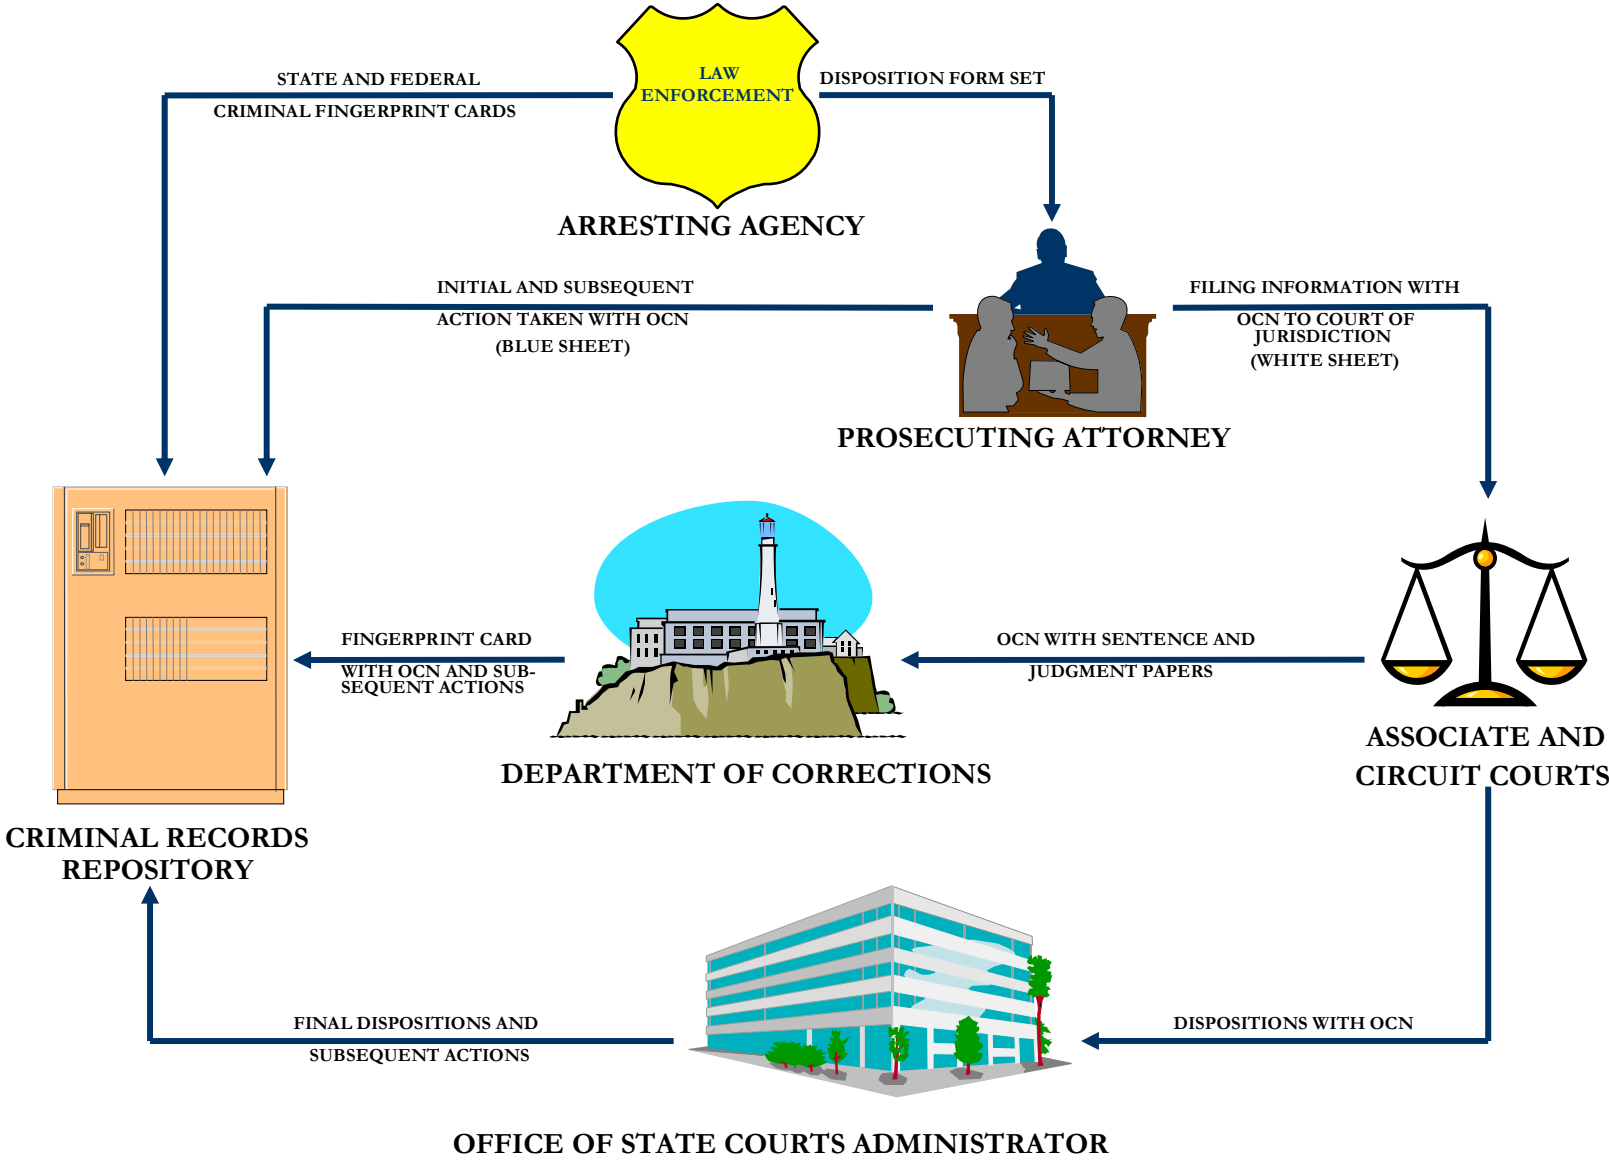 LAW
ENFORCEMENT
STATE AND FEDERAL
CRIMINAL FINGERPRINT CARDS
DISPOSITION FORM SET
ARRESTING AGENCY
INITIAL AND SUBSEQUENT
ACTION TAKEN WITH OCN
(BLUE SHEET)
FILING INFORMATION WITH
OCN TO COURT OF
JURISDICTION
(WHITE SHEET)
PROSECUTING ATTORNEY
FINGERPRINT CARD
WITH OCN AND SUB-
SEQUENT ACTIONS
OCN WITH SENTENCE AND
JUDGMENT PAPERS
ASSOCIATE AND
CIRCUIT COURTS
DEPARTMENT OF CORRECTIONS
CRIMINAL RECORDS
REPOSITORY
FINAL DISPOSITIONS AND
SUBSEQUENT ACTIONS
DISPOSITIONS WITH OCN
OFFICE OF STATE COURTS ADMINISTRATOR